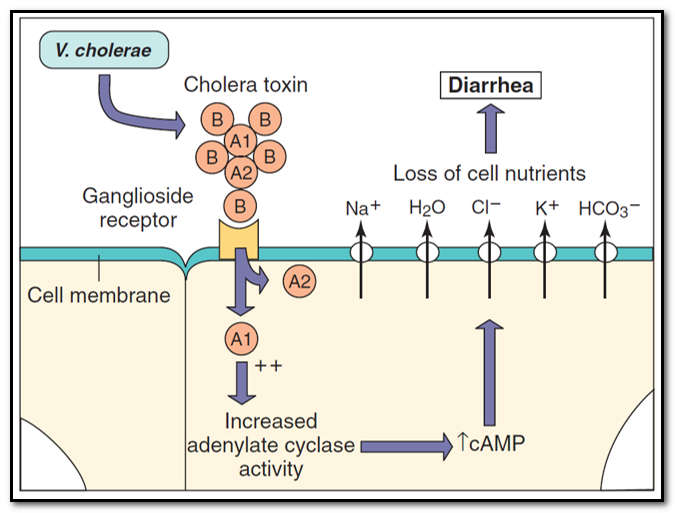 V. cholerae
Cholera toxin
Diarrhea
B
B
A1
B
B
A2
B
Loss of cell nutrients
Ganglioside
receptor
Na+
H₂O
Cl−
K+
HCO₃−
Cell membrane
A2
A1
++
Increased
adenylate cyclase
activity
↑cAMP